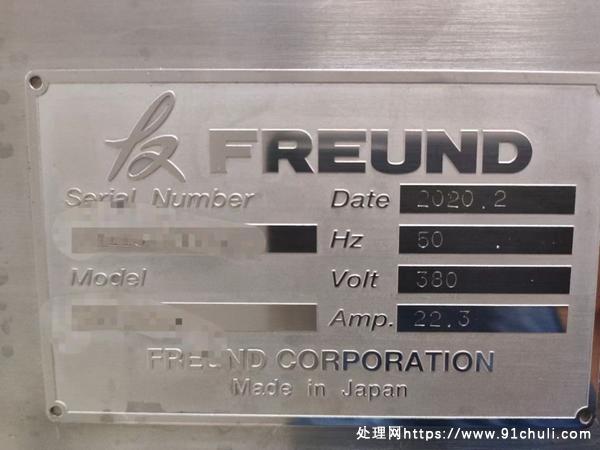 FREUND
Serial Number Date 2020.2
Hz 50
Model Volt 380
Amp. 22.3
FREUND CORPORATION
Made in Japan
处理网https://www.91chuli.com/